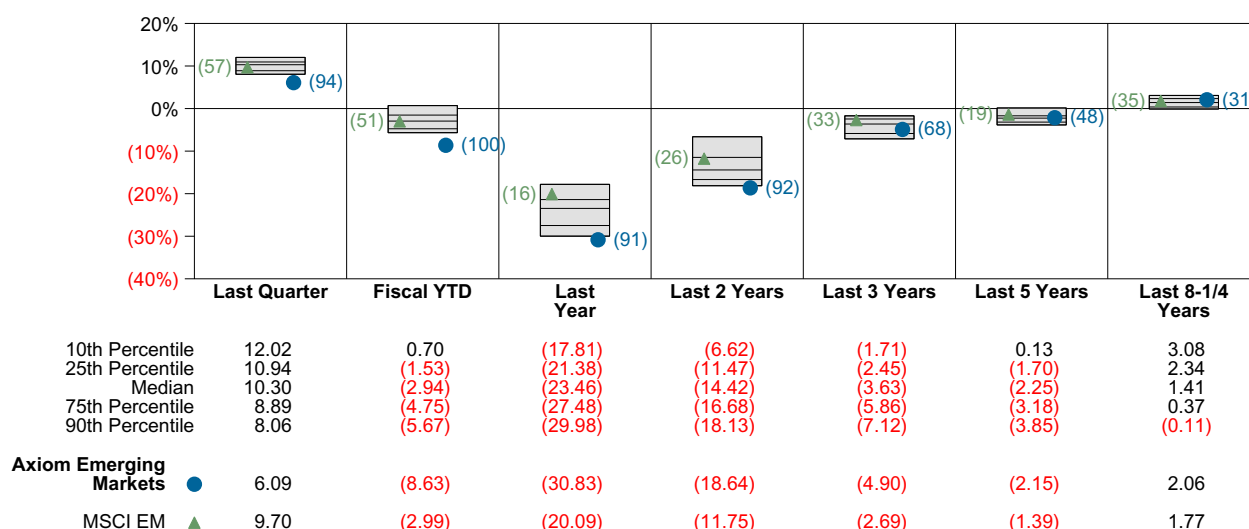 20%
10%
0%
(10%)
(20%)
(30%)
(40%)
(57) (94)
(51) (100)
(16) (91)
(26) (92)
(33) (68)
(19) (48)
(35) (31
Last Quarter Fiscal YTD Last Year Last 2 Years Last 3 Years Last 5 Years Last 8-1/4 Years
10th Percentile 12.02 0.70 (17.81) (6.62) (1.71) 0.13 3.08
25th Percentile 10.94 (1.53) (21.38) (11.47) (2.45) (1.70) 2.34
Median 10.30 (2.94) (23.46) (14.42) (3.63) (2.25) 1.41
75th Percentile 8.89 (4.75) (27.48) (16.68) (5.86) (3.18) 0.37
90th Percentile 8.06 (5.67) (29.98) (18.13) (7.12) (3.85) (0.11)
Axiom Emerging
Markets 6.09 (8.63) (30.83) (18.64) (4.90) (2.15) 2.06
MSCI EM 9.70 (2.99) (20.09) (11.75) (2.69) (1.39) 1.77